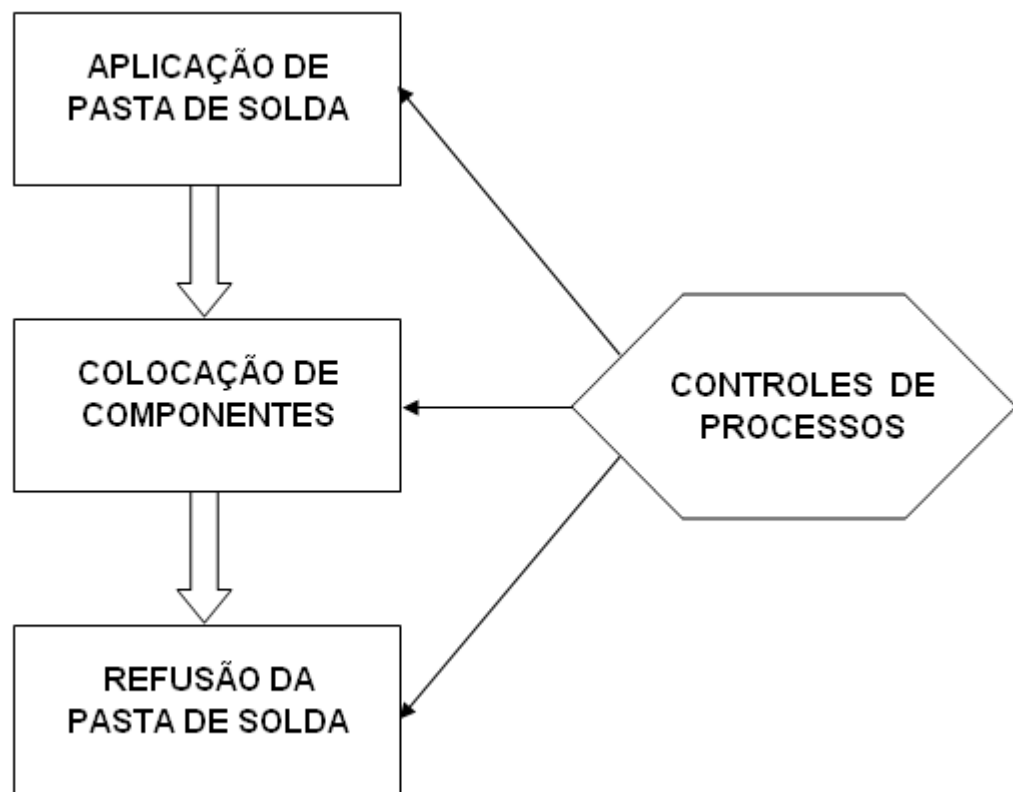 APLICAÇÃO DE
PASTA DE SOLDA
COLOCAÇÃO DE
COMPONENTES
CONTROLES DE
PROCESSOS
REFUSÃO DA
PASTA DE SOLDA